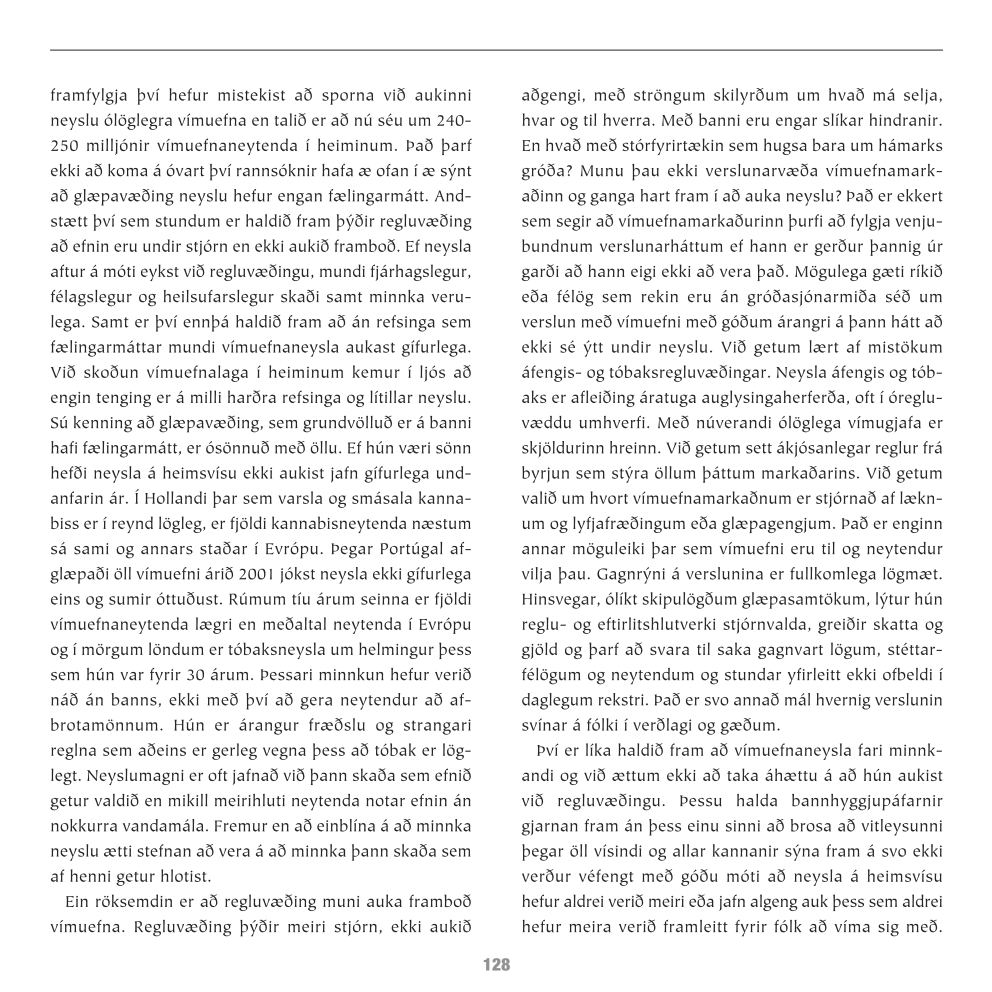 framfylgja því hefur mistekist að sporna við aukinni
neyslu ólöglegra vímuefna en talið er að nú séu um 240-
250 milljónir vímuefnaneytenda í heiminum. Það þarf
ekki að koma á óvart því rannsóknir hafa æ ofan í æ sýnt
að glæpavæðing neyslu hefur engan fælingarmátt. And-
stætt því sem stundum er haldið fram þýðir regluvæðing
að efnin eru undir stjórn en ekki aukið framboð. Ef neysla
aftur á móti eykst við regluvæðingu, mundi fjárhagslegur,
félagslegur og heilsufarslegur skaði samt minnka veru-
lega. Samt er því ennþá haldið fram að án refsinga sem
fælingarmáttar mundi vímuefnaneysla aukast gífurlega.
Við skoðun vímuefnalaga í heiminum kemur í ljós að
engin tenging er á milli harðra refsinga og lítillar neyslu.
Sú kenning að glæpavæðing, sem grundvölluð er á banni
hafi fælingarmátt, er ósönnuð með öllu. Ef hún væri sönn
hefði neysla á heimsvísu ekki aukist jafn gífurlega und-
anfarin ár. Í Hollandi þar sem varsla og smásala kanna-
biss er í reynd lögleg, er fjöldi kannabisneytenda næstum
sá sami og annars staðar í Evrópu. Þegar Portúgal af-
glæpaði öll vímuefni árið 2001 jókst neysla ekki gífurlega
eins og sumir óttuðust. Rúmum tíu árum seinna er fjöldi
vímuefnaneytenda lægri en meðaltal neytenda í Evrópu
og í mörgum löndum er tóbaksneysla um helmingur þess
sem hún var fyrir 30 árum. Þessari minnkun hefur verið
náð án banns, ekki með því að gera neytendur að af-
brotamönnum. Hún er árangur fræðslu og strangari
reglna sem aðeins er gerleg vegna þess að tóbak er lög-
legt. Neyslumagni er oft jafnað við þann skaða sem efnið
getur valdið en mikill meirihluti neytenda notar efnin án
nokkurra vandamála. Fremur en að einblína á að minnka
neyslu ætti stefnan að vera á að minnka þann skaða sem
af henni getur hlotist.
Ein röksemdin er að regluvæðing muni auka framboð
vímuefna. Regluvæðing þýðir meiri stjórn, ekki aukið
aðgengi, með ströngum skilyrðum um hvað má selja,
hvar og til hverra. Með banni eru engar slíkar hindranir.
En hvað með stórfyrirtækin sem hugsa bara um hámarks
gróða? Munu þau ekki verslunarvæða vímuefnamark-
aðinn og ganga hart fram í að auka neyslu? Það er ekkert
sem segir að vímuefnamarkaðurinn þurfi að fylgja venju-
bundnum verslunarháttum ef hann er gerður þannig úr
garði að hann eigi ekki að vera það. Mögulega gæti ríkið
eða félög sem rekin eru án gróðasjónarmiða séð um
verslun með vímuefni með góðum árangri á þann hátt að
ekki sé ýtt undir neyslu. Við getum lært af mistökum
áfengis- og tóbaksregluvæðingar. Neysla áfengis og tób-
aks er afleiðing áratuga auglýsingaherferða, oft í óreglu-
væddu umhverfi. Með núverandi ólöglega vímugjafa er
skjöldurinn hreinn. Við getum sett ákjósanlegar reglur frá
byrjun sem stýra öllum þáttum markaðarins. Við getum
valið um hvort vímuefnamarkaðnum er stjórnað af lækn-
um og lyfjafræðingum eða glæpagengjum. Það er enginn
annar möguleiki þar sem vímuefni eru til og neytendur
vilja þau. Gagnrýni á verslunina er fullkomlega lögmæt.
Hinsvegar, ólíkt skipulögðum glæpasamtökum, lýtur hún
reglu- og eftirlitshlutverki stjórnvalda, greiðir skatta og
gjöld og þarf að svara til saka gagnvart lögum, stéttar-
félögum og neytendum og stundar yfirleitt ekki ofbeldi í
daglegum rekstri. Það er svo annað mál hvernig verslunin
svínar á fólki í verðlagi og gæðum.
Því er líka haldið fram að vímuefnaneysla fari minnk-
andi og við ættum ekki að taka áhættu á að hún aukist
við regluvæðingu. Þessu halda bannhyggjupáfarnir
gjarnan fram án þess einu sinni að brosa að vitleysunni
þegar öll vísindi og allar kannanir sýna fram á svo ekki
verður véfengt með góðu móti að neysla á heimsvísu
hefur aldrei verið meiri eða jafn algeng auk þess sem aldrei
hefur meira verið framleitt fyrir fólk að víma sig með.
128